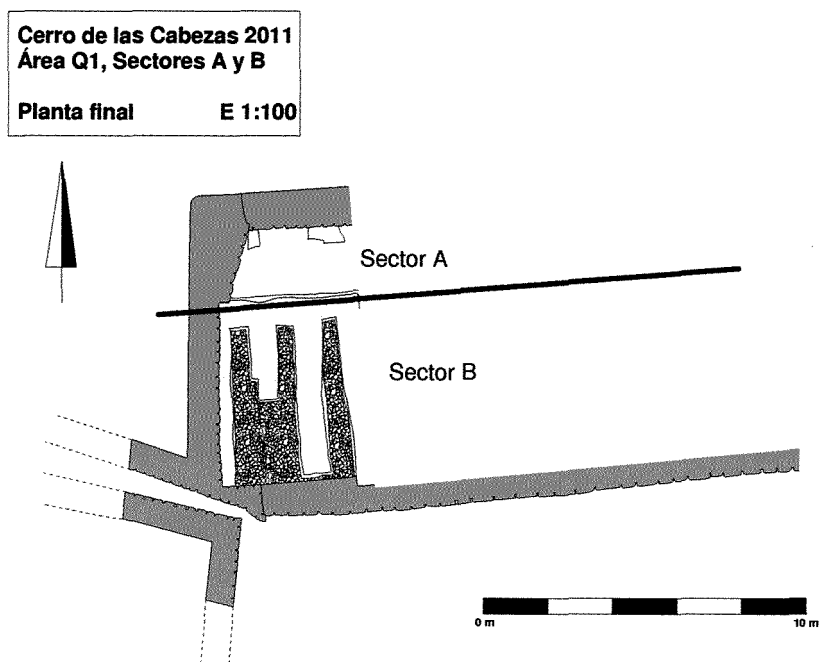 Cerro de las Cabezas 2011
Área Q1, Sectores A y B
Planta final E 1:100
Sector A
Sector B
0 m 10 m